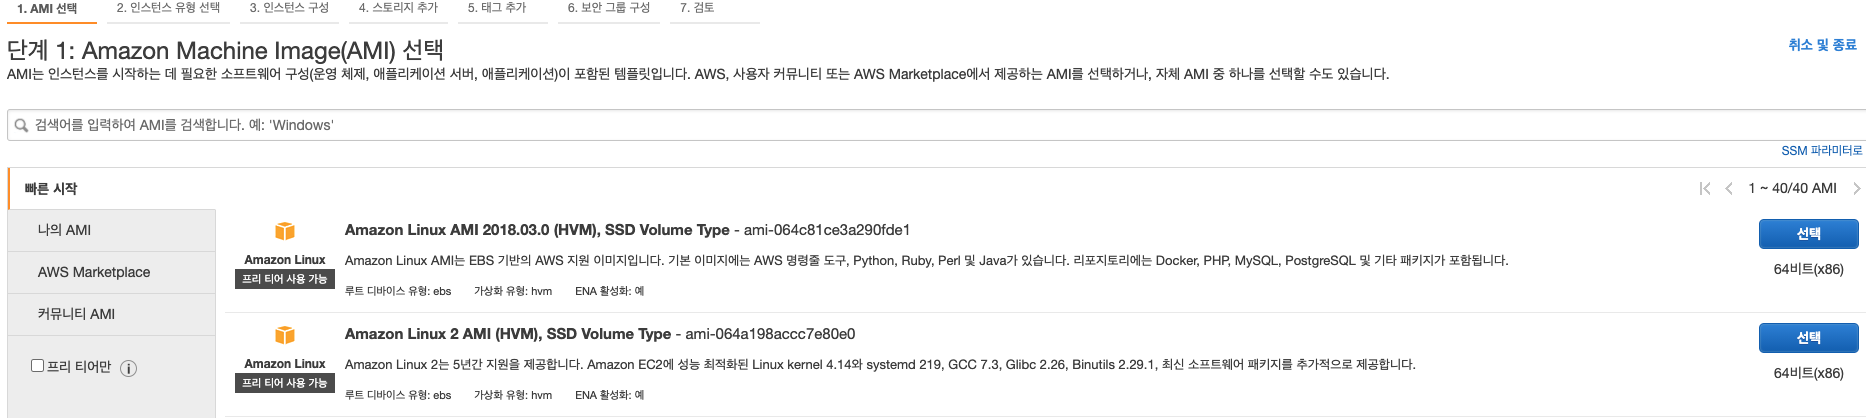 1. AMI 선택 2. 인스턴스 유형 선택 3. 인스턴스 구성 4. 스토리지 추가 5. 태그 추가 6. 보안 그룹 구성 7. 검토
단계 1: Amazon Machine Image(AMI) 선택
취소 및 종료
AMI는 인스턴스를 시작하는 데 필요한 소프트웨어 구성(운영 체제, 애플리케이션 서버, 애플리케이션)이 포함된 템플릿입니다. AWS, 사용자 커뮤니티 또는 AWS Marketplace에서 제공하는 AMI를 선택하거나, 자체 AMI 중 하나를 선택할 수도 있습니다.
검색어를 입력하여 AMI를 검색합니다. 예: 'Windows'
SSM 파라미터로
빠른 시작
1 ~ 40/40 AMI
나의 AMI
AWS Marketplace
커뮤니티 AMI
프리 티어만
Amazon Linux
프리 티어 사용 가능
Amazon Linux AMI 2018.03.0 (HVM), SSD Volume Type - ami-064c81ce3a290fde1
Amazon Linux AMI는 EBS 기반의 AWS 지원 이미지입니다. 기본 이미지에는 AWS 명령줄 도구, Python, Ruby, Perl 및 Java가 있습니다. 리포지토리에는 Docker, PHP, MySQL, PostgreSQL 및 기타 패키지가 포함됩니다.
루트 디바이스 유형: ebs 가상화 유형: hvm ENA 활성화: 예
선택
64비트(x86)
Amazon Linux
프리 티어 사용 가능
Amazon Linux 2 AMI (HVM), SSD Volume Type - ami-064a198accc7e80e0
Amazon Linux 2는 5년간 지원을 제공합니다. Amazon EC2에 성능 최적화된 Linux kernel 4.14와 systemd 219, GCC 7.3, Glibc 2.26, Binutils 2.29.1, 최신 소프트웨어 패키지를 추가적으로 제공합니다.
루트 디바이스 유형: ebs 가상화 유형: hvm ENA 활성화: 예
선택
64비트(x86)